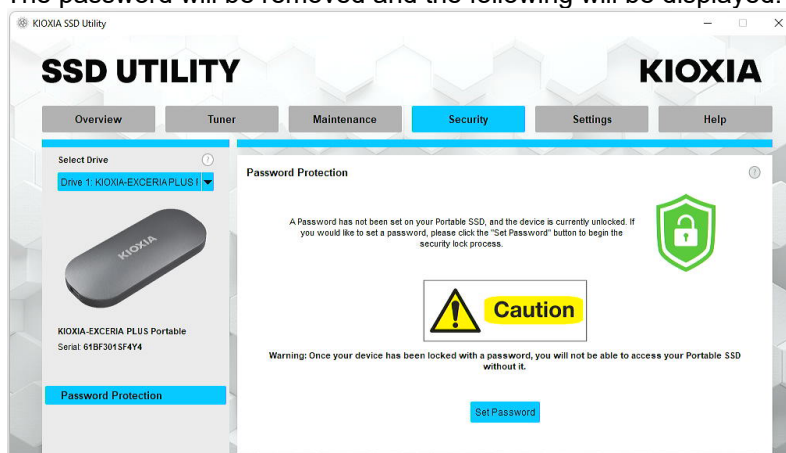 The password will be removed and the following will be displayed.
KIOXIA SSD Utility
SSD UTILITY
KIOXIA
Overview Tuner Maintenance Security Settings Help
Select Drive
Drive 1: KIOXIA-EXCERIA PLUS
KIOXIA
KIOXIA-EXCERIA PLUS Portable
Serial: 61BF301SF4Y4
Password Protection
Password Protection
A Password has not been set on your Portable SSD, and the device is currently unlocked. If
you would like to set a password, please click the "Set Password" button to begin the
security lock process.
Caution
Warning: Once your device has been locked with a password, you will not be able to access your Portable SSD
without it.
Set Password